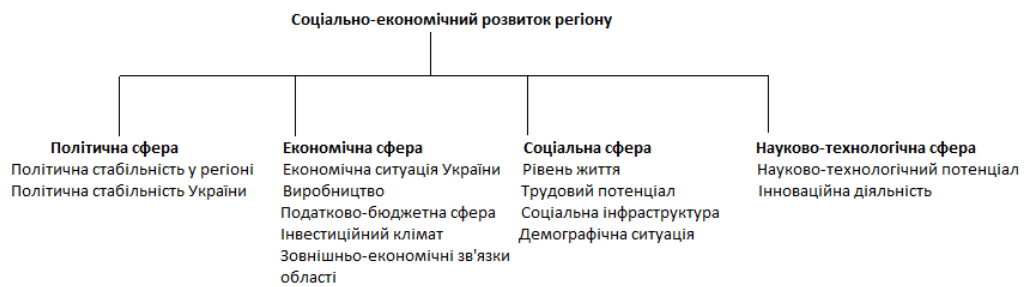 Соціально-економічний розвиток регіону
Політична сфера
Політична стабільність у регіоні
Політична стабільність України
Економічна сфера
Економічна ситуація України
Виробництво
Податково-бюджетна сфера
Інвестиційний клімат
Зовнішньо-економічні зв'язки
області
Соціальна сфера
Рівень життя
Трудовий потенціал
Соціальна інфраструктура
Демографічна ситуація
Науково-технологічна сфера
Науково-технологічний потенціал
Інноваційна діяльність